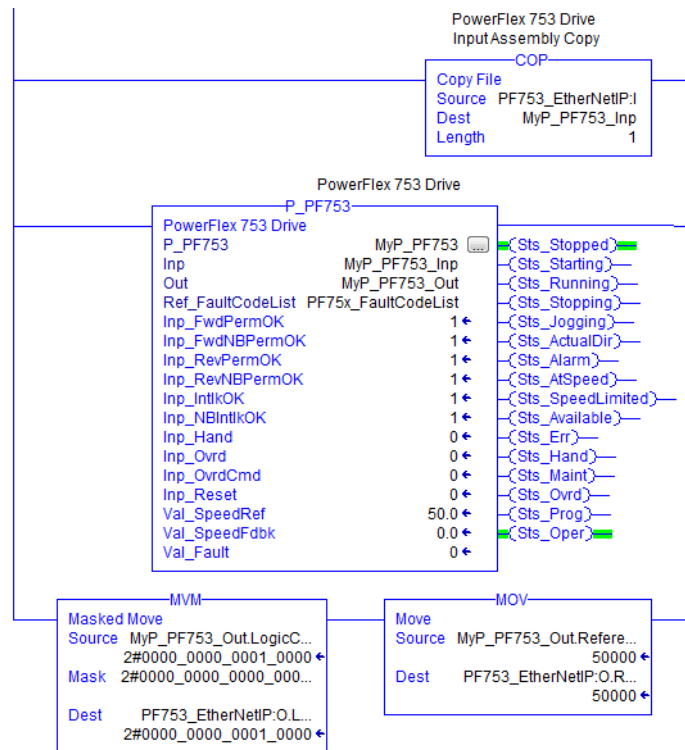 PowerFlex 753 Drive
Input Assembly Copy
COP
Copy File
Source PF753_EtherNetIP:I
Dest MyP_PF753_Inp
Length 1
PowerFlex 753 Drive
P_PF753
PowerFlex 753 Drive
P_PF753 MyP_PF753 ... Sts_Stopped
Inp MyP_PF753_Inp Sts_Starting
Out MyP_PF753_Out Sts_Running
Ref_FaultCodeList PF75x_FaultCodeList Sts_Stopping
Inp_FwdPermOK 1 Sts_Jogging
Inp_FwdNBPermOK 1 Sts_ActualDir
Inp_RevPermOK 1 Sts_Alarm
Inp_RevNBPermOK 1 Sts_AtSpeed
Inp_IntlkOK 1 Sts_SpeedLimited
Inp_NBIntlkOK 1 Sts_Available
Inp_Hand 0 Sts_Err
Inp_Ovrd 0 Sts_Hand
Inp_OvrdCmd 0 Sts_Maint
Inp_Reset 0 Sts_Ovrd
Val_SpeedRef 50.0 Sts_Prog
Val_SpeedFdbk 0.0 Sts_Oper
Val_Fault 0
MVM
Masked Move
Source MyP_PF753_Out.LogicC...
2#0000_0000_0001_0000
Mask 2#0000_0000_0000_000...
Dest PF753_EtherNetIP:O.L...
2#0000_0000_0001_0000
MOV
Move
Source MyP_PF753_Out.Refere...
50000
Dest PF753_EtherNetIP:O.R...
50000